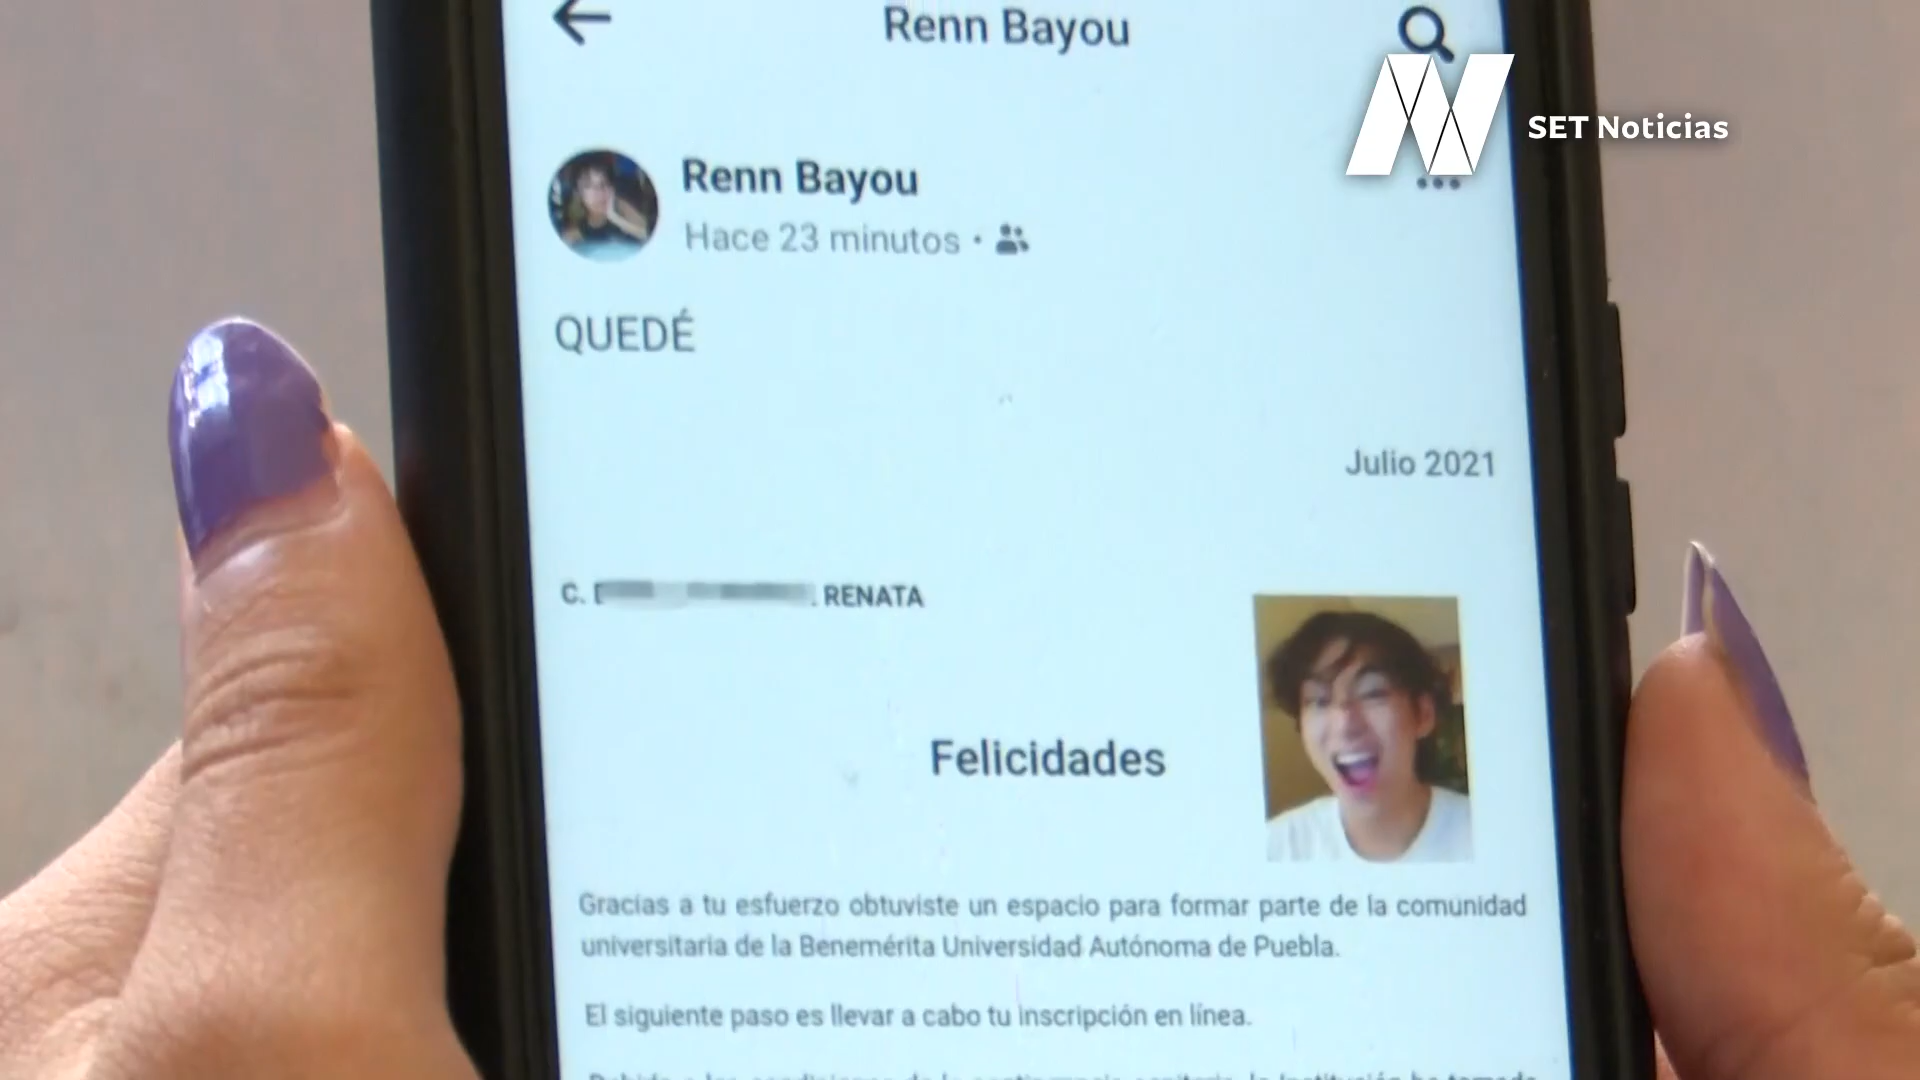 Renn Bayou
SET Noticias
Renn Bayou
Hace 23 minutos ·
QUEDÉ
Julio 2021
C. RENATA
Felicidades
Gracias a tu esfuerzo obtuviste un espacio para formar parte de la comunidad
universitaria de la Benemérita Universidad Autónoma de Puebla.
El siguiente paso es llevar a cabo tu inscripción en línea.